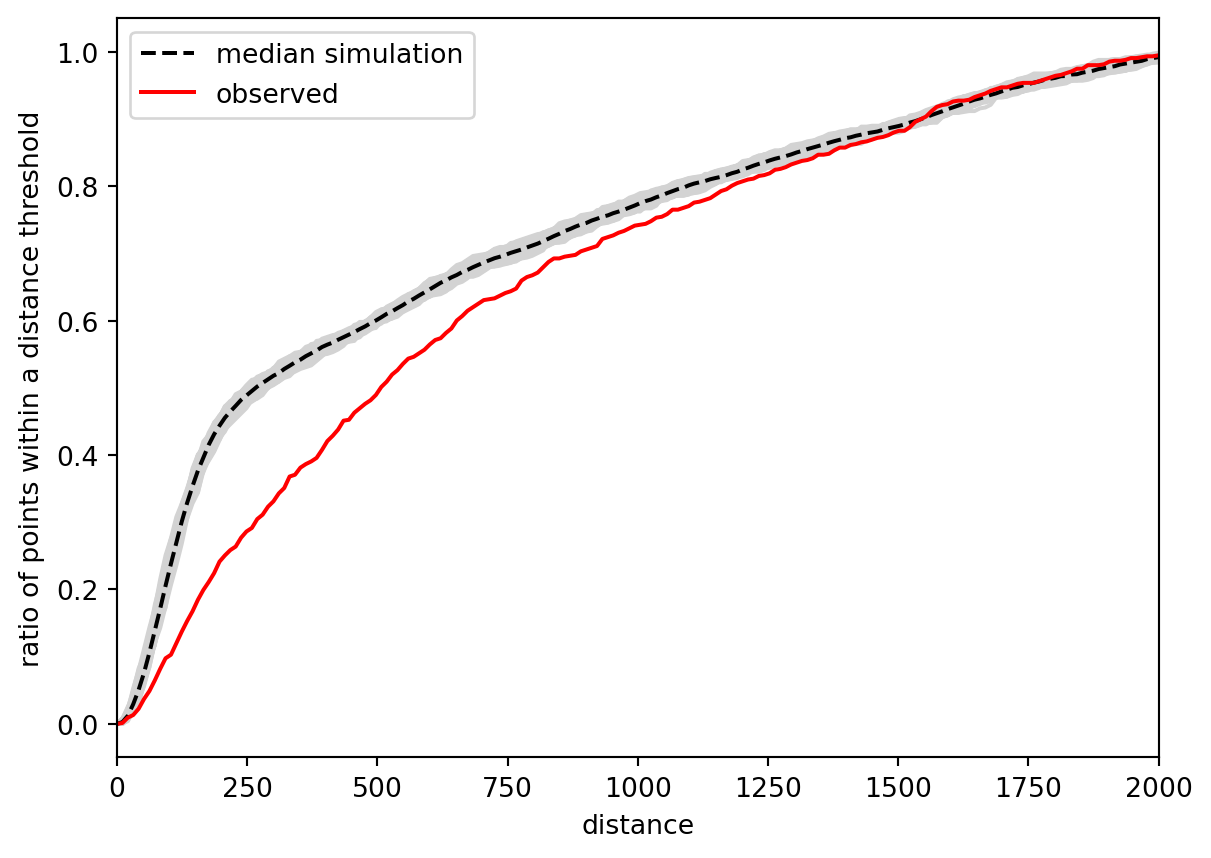 median simulation
observed
ratio of points within a distance threshold
1.0
0.8
0.6
0.4
0.2
0.0
0 250 500 750 1000 1250 1500 1750 2000
distance